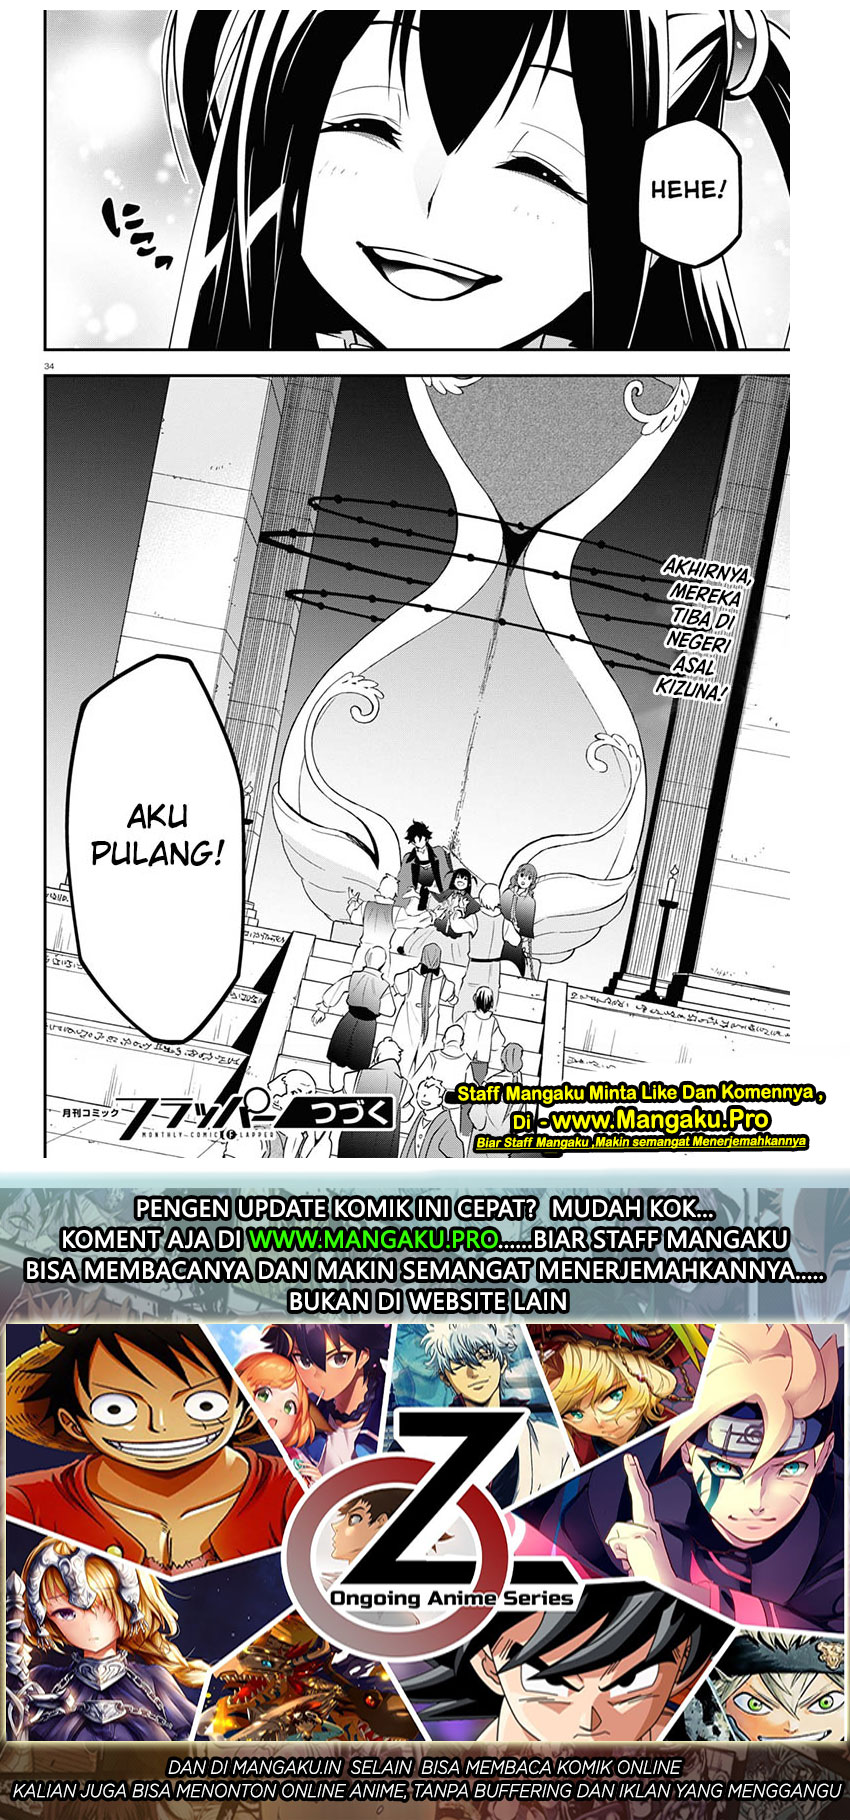 HEHE!
34
AKHIRNYA,
MEREKA
TIBA DI
NEGERI
ASAL
KIZUNA!
AKU
PULANG!
月刊コミック
フラッパー
つづく
MONTHLY-COMIC FLAPPER
Staff Mangaku Minta Like Dan Komennya ,
Di - www.Mangaku.Pro
Biar Staff Mangaku ,Makin semangat Menerjemahkannya
PENGEN UPDATE KOMIK INI CEPAT? MUDAH KOK...
KOMENT AJA DI WWW.MANGAKU.PRO......BIAR STAFF MANGAKU
BISA MEMBACANYA DAN MAKIN SEMANGAT MENERJEMAHKANNYA.....
BUKAN DI WEBSITE LAIN
Z
Ongoing Anime Series
DAN DI MANGAKU.IN SELAIN BISA MEMBACA KOMIK ONLINE
KALIAN JUGA BISA MENONTON ONLINE ANIME, TANPA BUFFERING DAN IKLAN YANG MENGGANGU